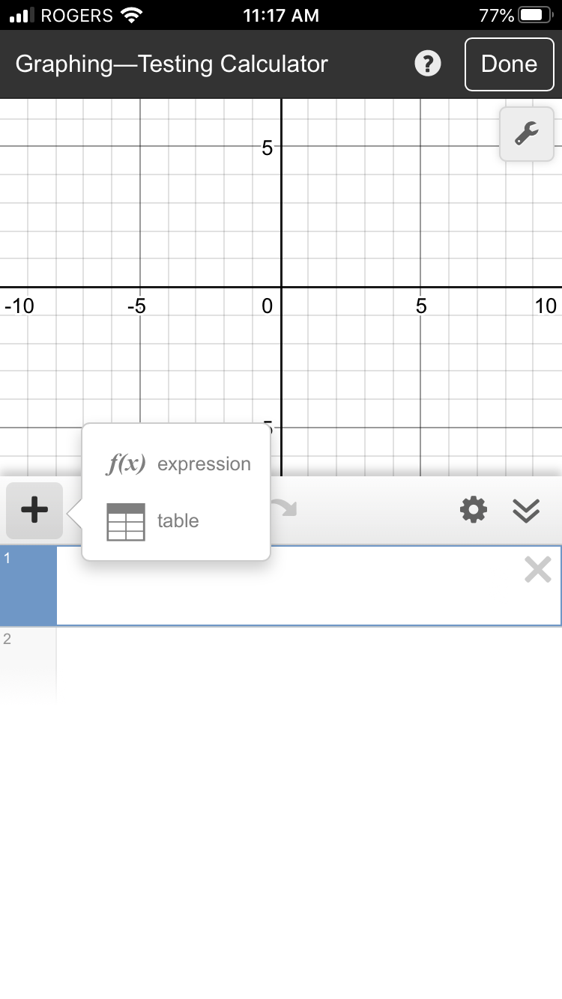 ROGERS 11:17 AM 77%
Graphing—Testing Calculator ? Done
5
-10 -5 0 5 10
f(x) expression
table
1
2